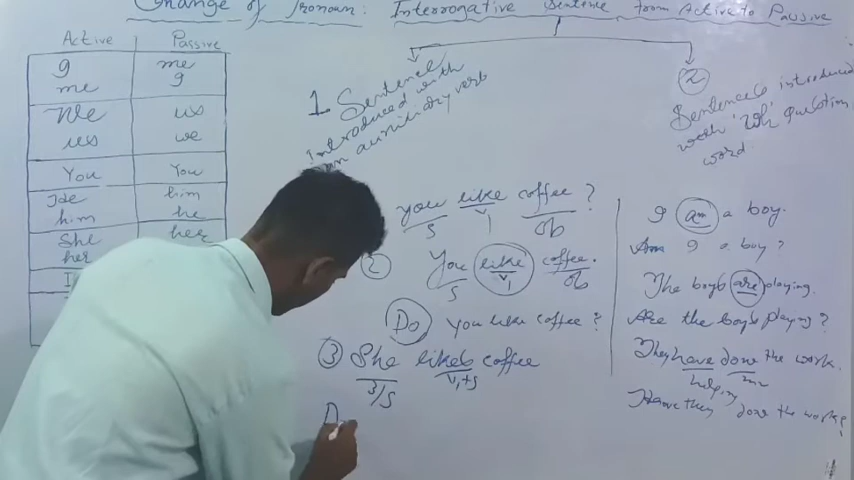 Change of Pronoun: Interrogative Sentence from Active to Passive
Active Passive
I me
me I
We us
us we
You You
He him
him he
She her
her
1. Sentence
introduced with
an auxiliary verb
2
Sentences introduced
with 'Wh' question
word.
You like coffee ?
S V1 ob
2 You like coffee.
S V1 ob
Do you like coffee ?
3 She likes coffee
3/S V1+s
D
I am a boy.
Am I a boy ?
The boys are playing.
Are the boys playing ?
They have done the work.
helping
Have they done the work ?